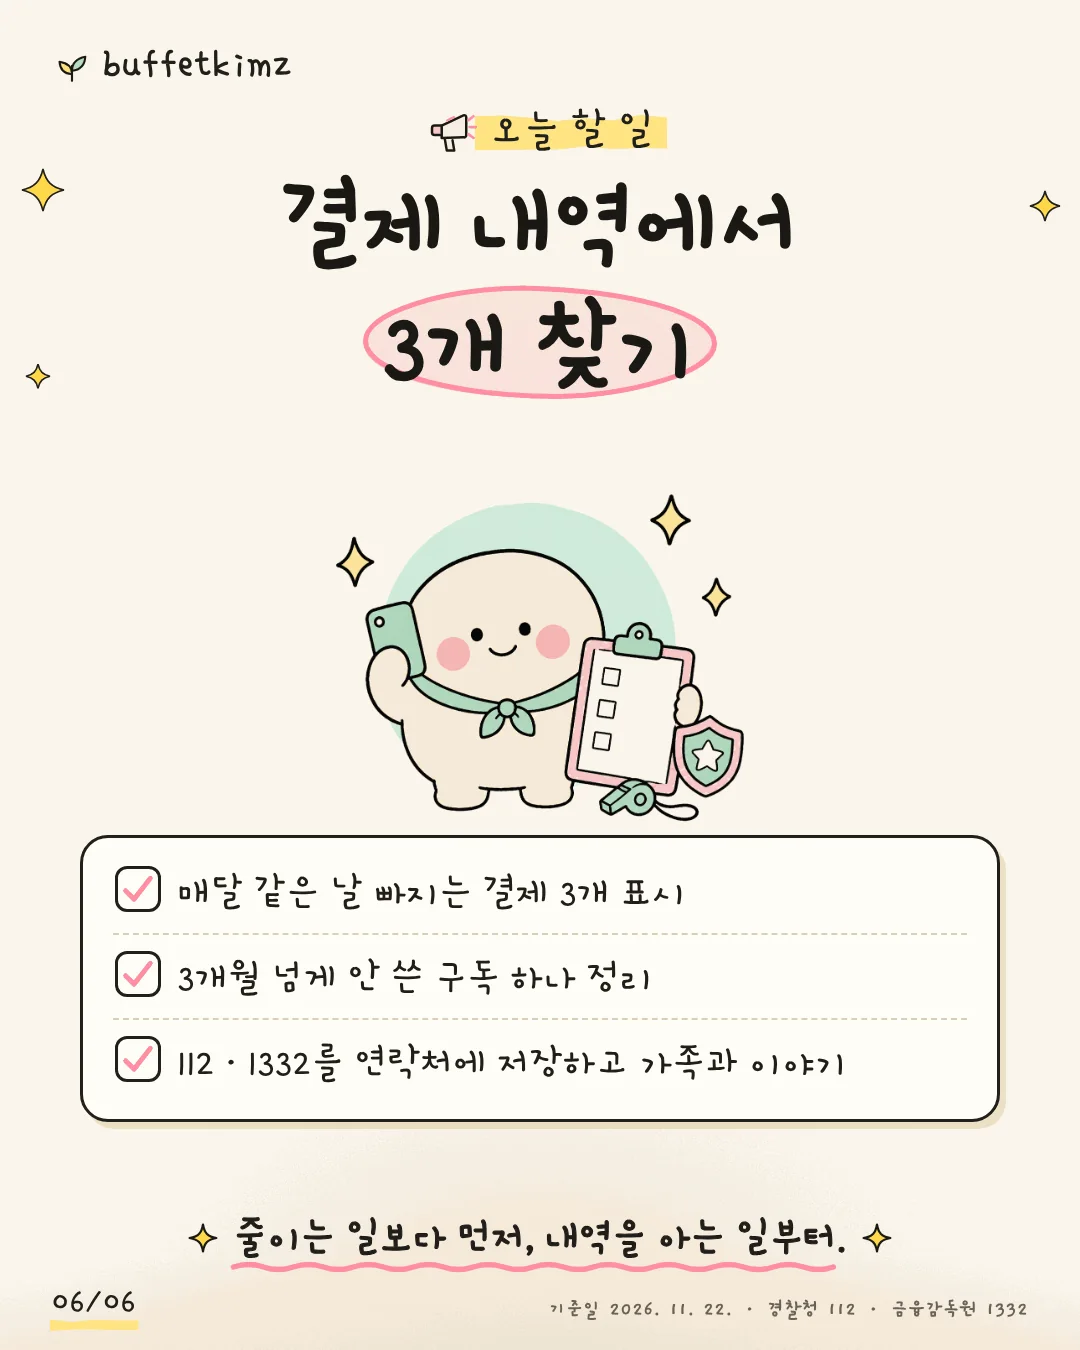 buffetkimz
오늘 할 일
결제 내역에서
3개 찾기
매달 같은 날 빠지는 결제 3개 표시
3개월 넘게 안 쓴 구독 하나 정리
112 · 1332를 연락처에 저장하고 가족과 이야기
줄이는 일보다 먼저, 내역을 아는 일부터.
06/06
기준일 2026. 11. 22. · 경찰청 112 · 금융감독원 1332